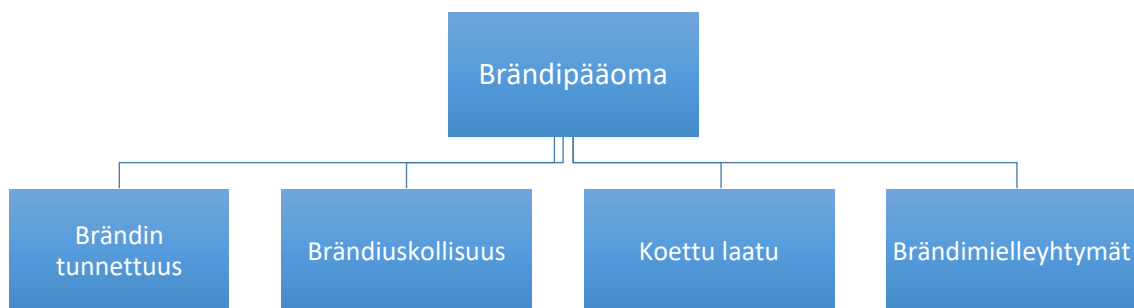 Brändipääoma
Brändin
tunnettuus
Brändiuskollisuus
Koettu laatu
Brändimielleyhtymät